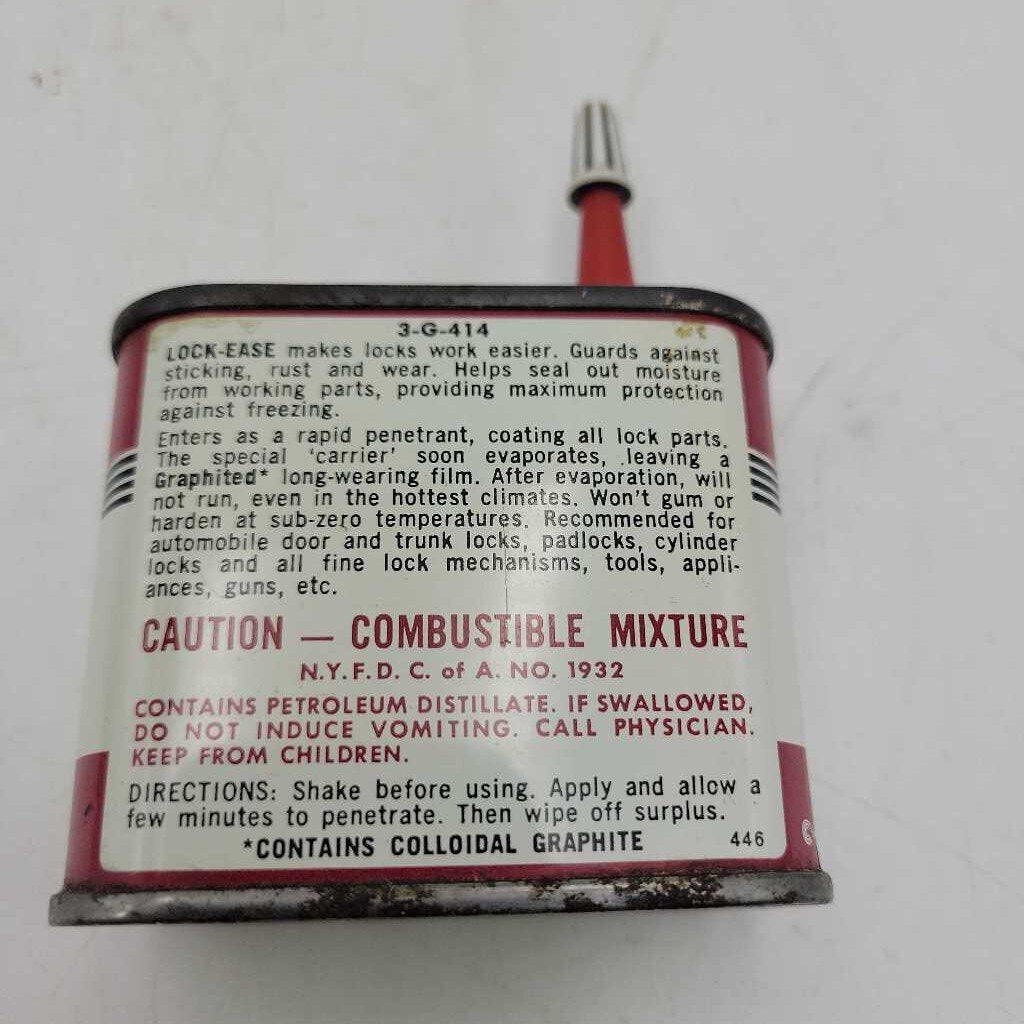 3-G-414
LOCK-EASE makes locks work easier. Guards against
sticking, rust and wear. Helps seal out moisture
from working parts, providing maximum protection
against freezing.
Enters as a rapid penetrant, coating all lock parts.
The special 'carrier' soon evaporates, leaving a
Graphited* long-wearing film. After evaporation, will
not run, even in the hottest climates. Won't gum or
harden at sub-zero temperatures. Recommended for
automobile door and trunk locks, padlocks, cylinder
locks and all fine lock mechanisms, tools, appli-
ances, guns, etc.
CAUTION — COMBUSTIBLE MIXTURE
N.Y.F.D. C. of A. NO. 1932
CONTAINS PETROLEUM DISTILLATE. IF SWALLOWED,
DO NOT INDUCE VOMITING. CALL PHYSICIAN.
KEEP FROM CHILDREN.
DIRECTIONS: Shake before using. Apply and allow a
few minutes to penetrate. Then wipe off surplus.
*CONTAINS COLLOIDAL GRAPHITE 446